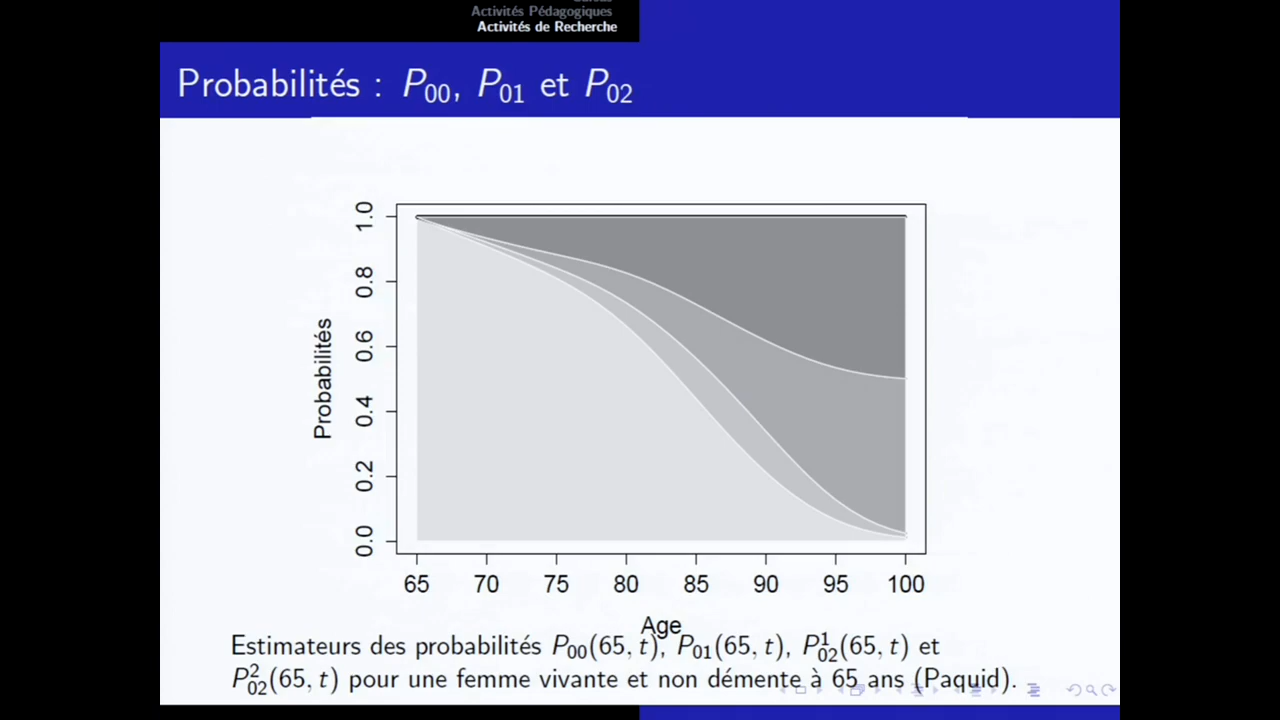 Activités Pédagogiques
Activités de Recherche
Probabilités : P00, P01 et P02
Probabilités
1.0
0.8
0.6
0.4
0.2
0.0
65 70 75 80 85 90 95 100
Age
Estimateurs des probabilités P00(65, t), P01(65, t), P¹02(65, t) et
P²02(65, t) pour une femme vivante et non démente à 65 ans (Paquid).